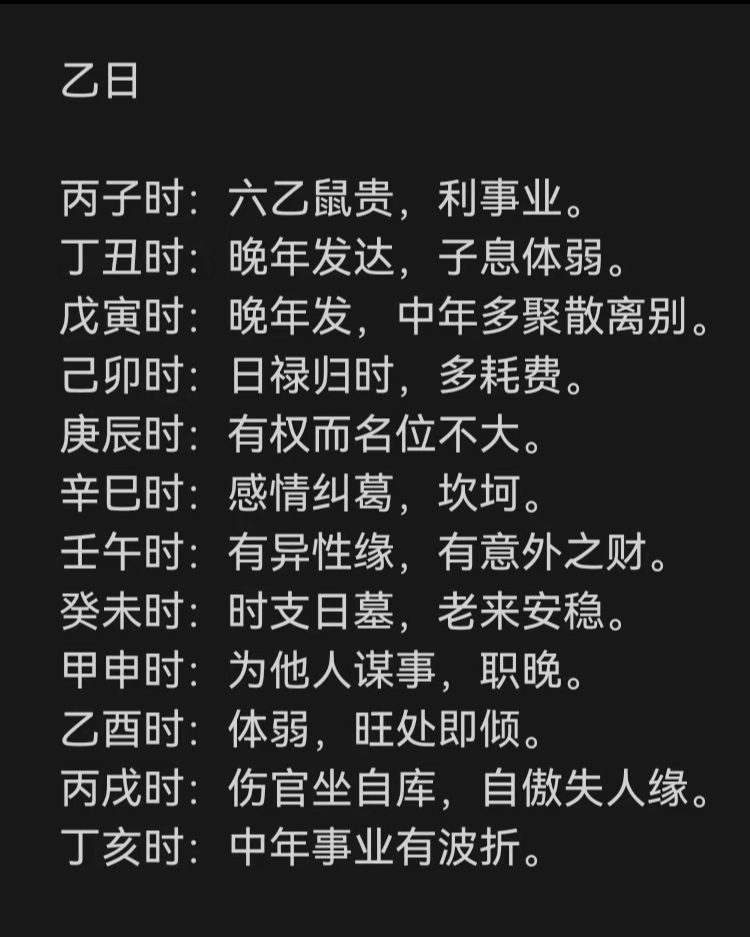 乙日
丙子时：六乙鼠贵，利事业。
丁丑时：晚年发达，子息体弱。
戊寅时：晚年发，中年多聚散离别。
己卯时：日禄归时，多耗费。
庚辰时：有权而名位不大。
辛巳时：感情纠葛，坎坷。
壬午时：有异性缘，有意外之财。
癸未时：时支日墓，老来安稳。
甲申时：为他人谋事，职晚。
乙酉时：体弱，旺处即倾。
丙戌时：伤官坐自库，自傲失人缘。
丁亥时：中年事业有波折。